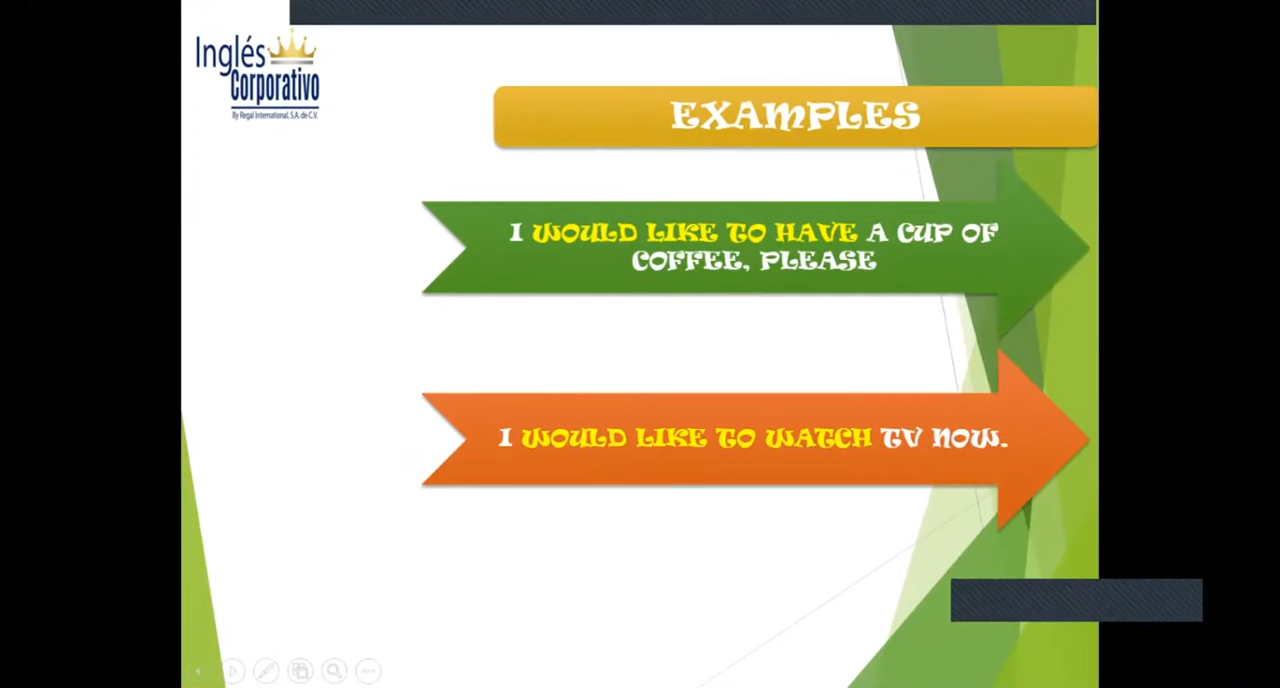 Inglés
Corporativo
By Regal International, S.A. de C.V.
EXAMPLES
I WOULD LIKE TO HAVE A CUP OF
COFFEE, PLEASE
I WOULD LIKE TO WATCH TV NOW.